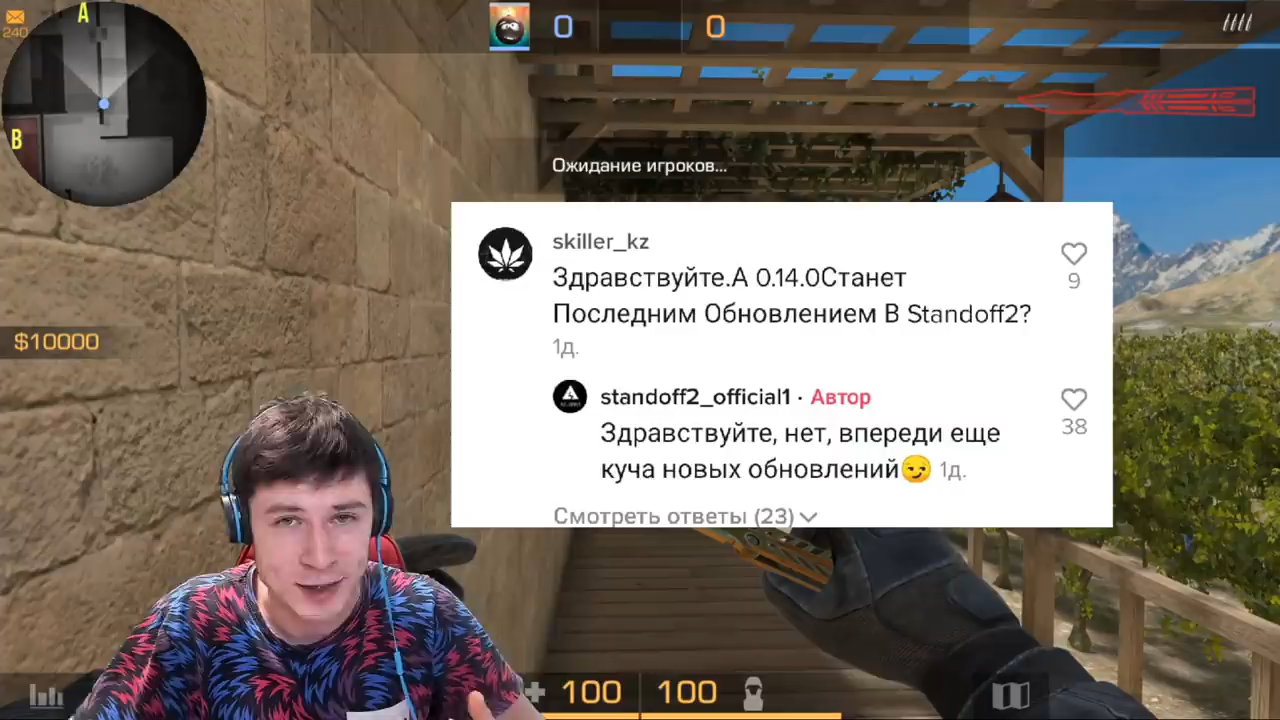 A
240
0
0
B
Ожидание игроков...
skiller_kz
Здравствуйте.А 0.14.0Станет
9
Последним Обновлением В Standoff2?
1д.
$10000
standoff2_official1 · Автор
Здравствуйте, нет, впереди еще
38
куча новых обновлений😏 1д.
Смотреть ответы (23)
100
100